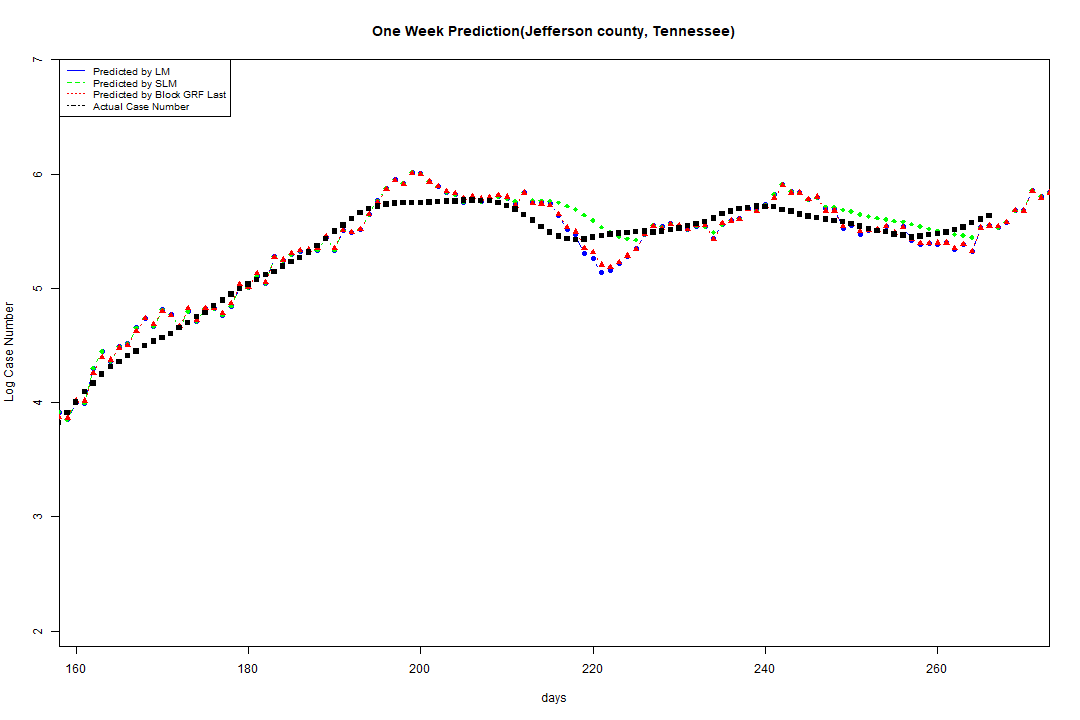 One Week Prediction(Jefferson county, Tennessee)
Predicted by LM
Predicted by SLM
Predicted by Block GRF Last
Actual Case Number
7
6
5
4
3
2
Log Case Number
160 180 200 220 240 260
days